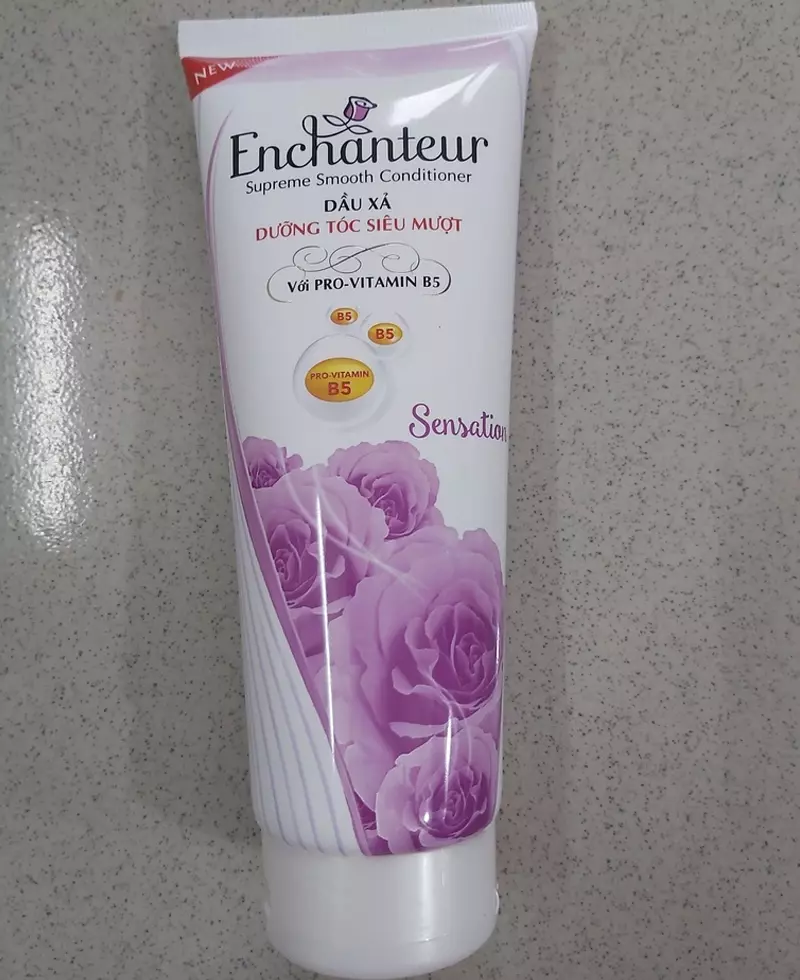 NEW
Enchanteur
Supreme Smooth Conditioner
DẦU XẢ
DƯỠNG TÓC SIÊU MƯỢT
Với PRO-VITAMIN B5
B5
B5
PRO-VITAMIN
B5
Sensation